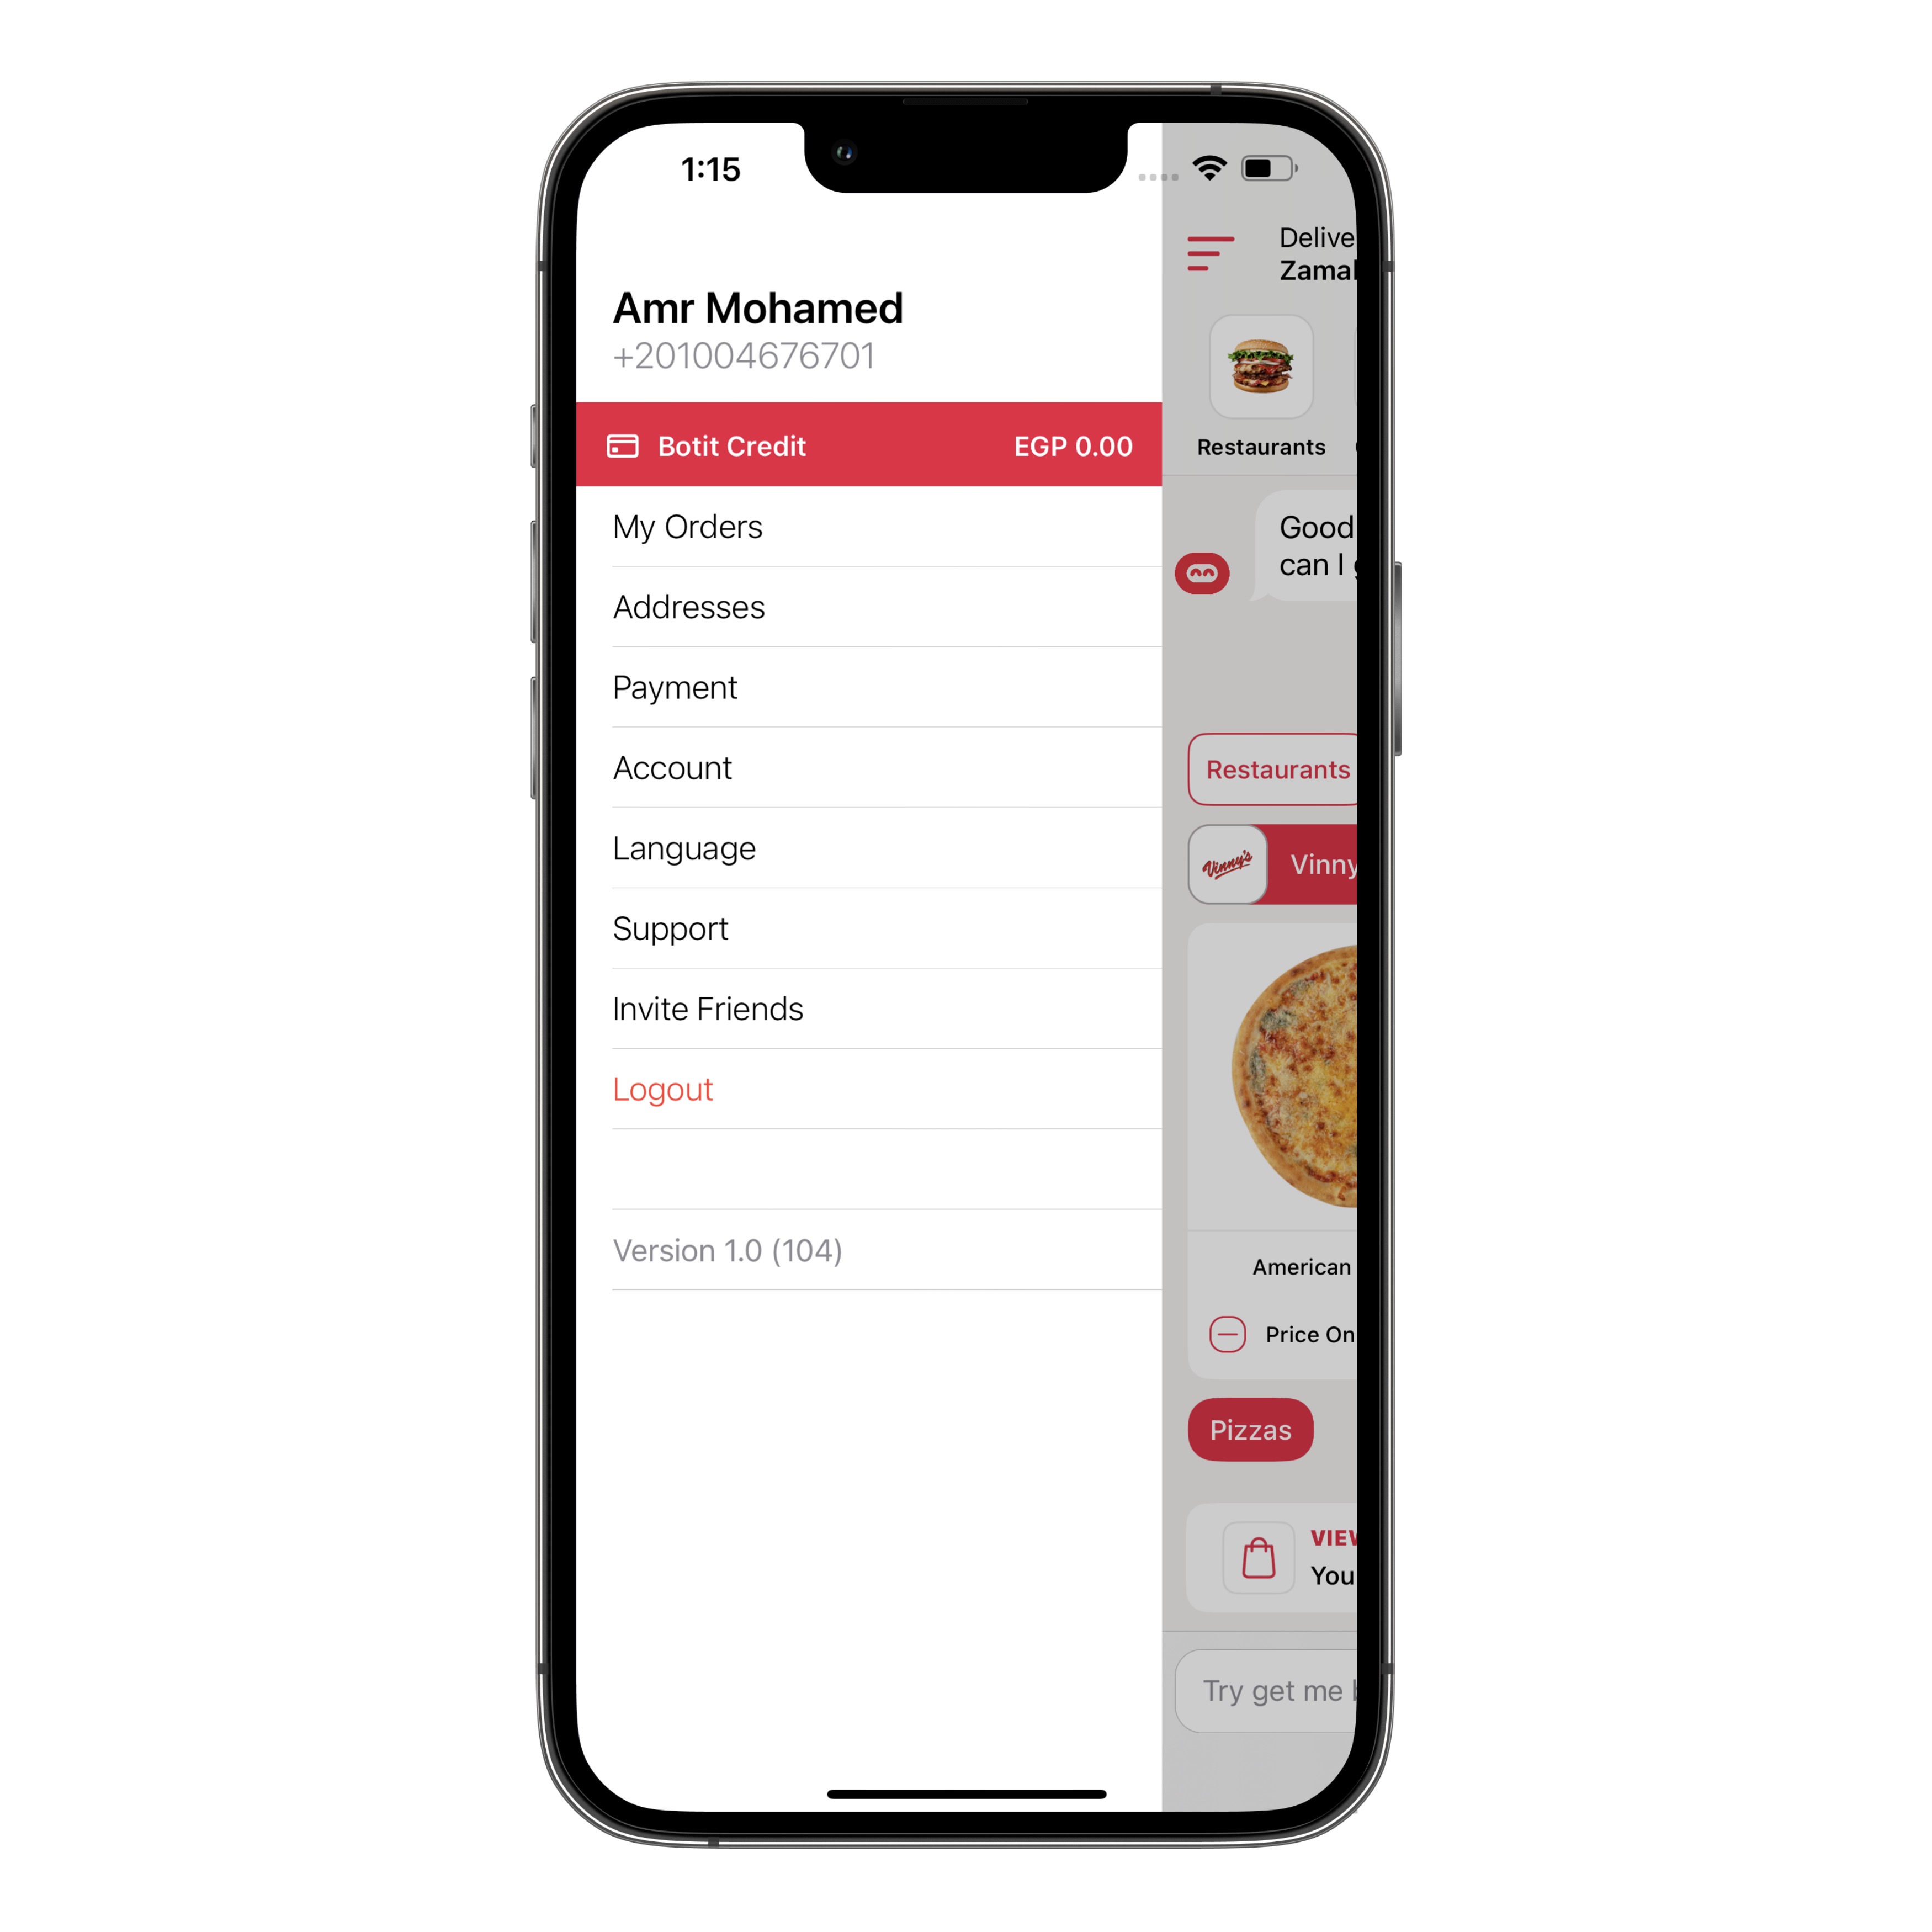 1:15
Amr Mohamed
+201004676701
Botit Credit EGP 0.00
My Orders
Addresses
Payment
Account
Language
Support
Invite Friends
Logout
Version 1.0 (104)
Zamal
Restaurants
Good
can I
Restaurants
Vinny's
Vinny
American
Price On
Pizzas
You
Try get me